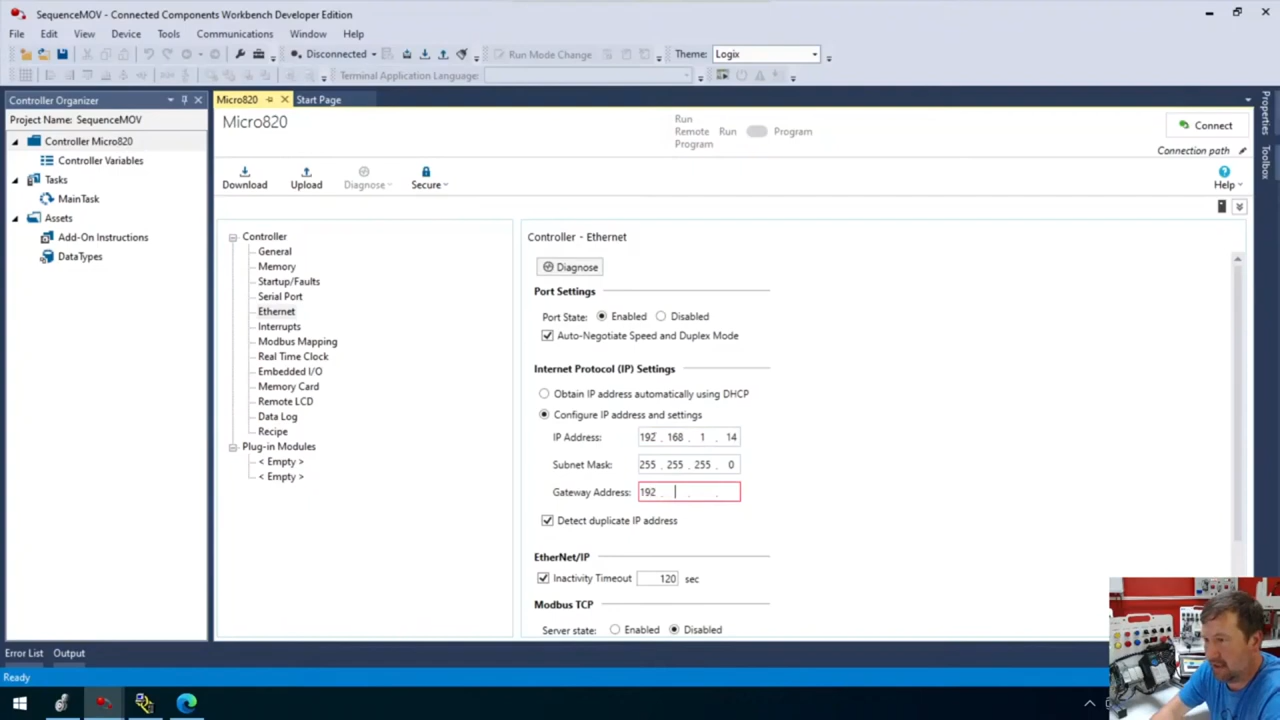 SequenceMOV - Connected Components Workbench Developer Edition
File Edit View Device Tools Communications Window Help
Disconnected Run Mode Change Theme: Logix
Terminal Application Language:
Controller Organizer
Project Name: SequenceMOV
Controller Micro820
Controller Variables
Tasks
MainTask
Assets
Add-On Instructions
DataTypes
Micro820 Start Page
Micro820
Run
Remote
Program
Run Program
Connect
Connection path
Download Upload Diagnose Secure Help
Controller
General
Memory
Startup/Faults
Serial Port
Ethernet
Interrupts
Modbus Mapping
Real Time Clock
Embedded I/O
Memory Card
Remote LCD
Data Log
Recipe
Plug-in Modules
< Empty >
< Empty >
Controller - Ethernet
Diagnose
Port Settings
Port State: Enabled Disabled
Auto-Negotiate Speed and Duplex Mode
Internet Protocol (IP) Settings
Obtain IP address automatically using DHCP
Configure IP address and settings
IP Address: 192 . 168 . 1 . 14
Subnet Mask: 255 . 255 . 255 . 0
Gateway Address: 192 . . .
Detect duplicate IP address
EtherNet/IP
Inactivity Timeout 120 sec
Modbus TCP
Server state: Enabled Disabled
Properties
Toolbox
Error List Output
Ready